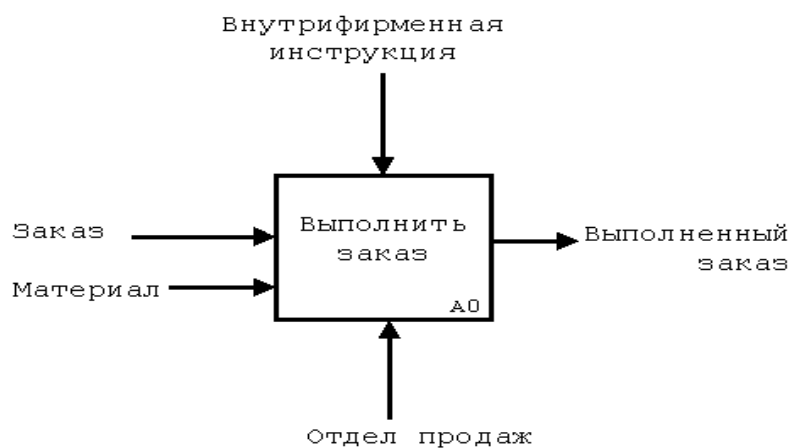 Внутрифирменная
инструкция
Заказ
Материал
Выполнить
заказ
A0
Выполненный
заказ
Отдел продаж